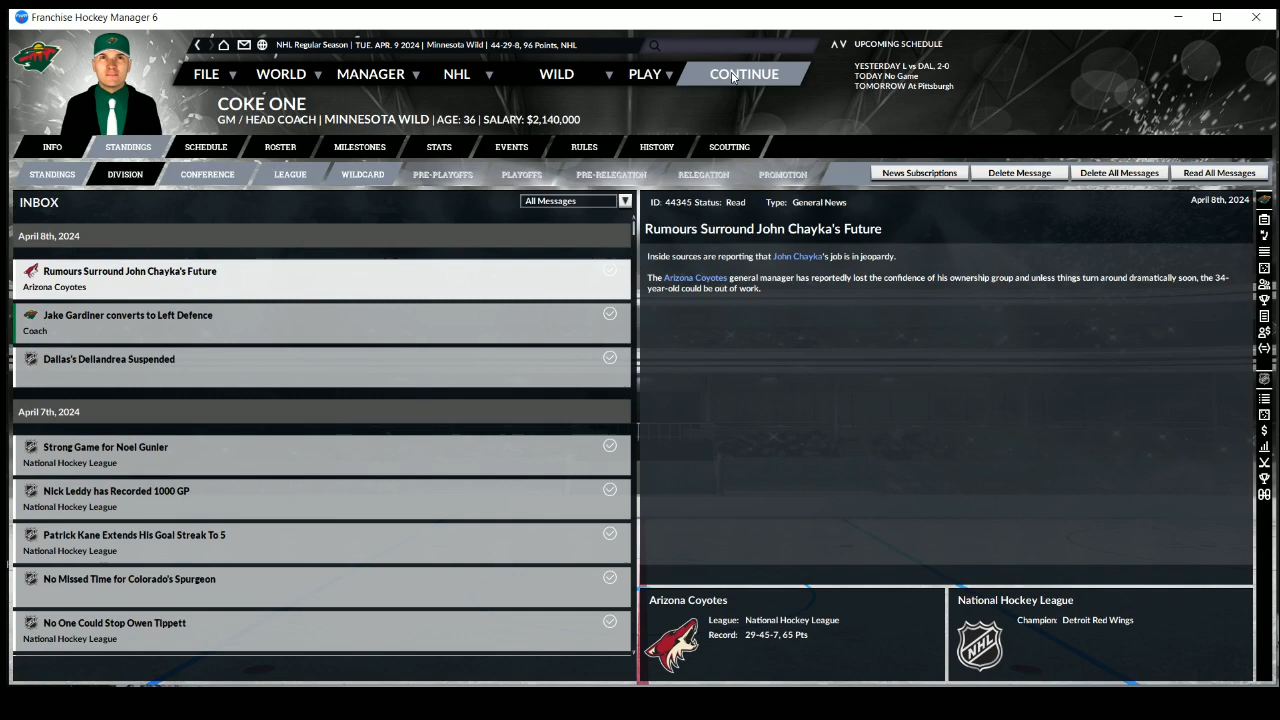 Franchise Hockey Manager 6
NHL Regular Season | TUE. APR. 9 2024 | Minnesota Wild | 44-29-8, 96 Points, NHL
FILE WORLD MANAGER NHL WILD PLAY CONTINUE
UPCOMING SCHEDULE
YESTERDAY L vs DAL, 2-0
TODAY No Game
TOMORROW At Pittsburgh
COKE ONE
GM / HEAD COACH | MINNESOTA WILD | AGE: 36 | SALARY: $2,140,000
INFO STANDINGS SCHEDULE ROSTER MILESTONES STATS EVENTS RULES HISTORY SCOUTING
STANDINGS DIVISION CONFERENCE LEAGUE WILDCARD PRE-PLAYOFFS PLAYOFFS PRE-RELEGATION RELEGATION PROMOTION
News Subscriptions Delete Message Delete All Messages Read All Messages
INBOX
All Messages
April 8th, 2024
Rumours Surround John Chayka's Future
Arizona Coyotes
Jake Gardiner converts to Left Defence
Coach
Dallas's Dellandrea Suspended
April 7th, 2024
Strong Game for Noel Gunler
National Hockey League
Nick Leddy has Recorded 1000 GP
National Hockey League
Patrick Kane Extends His Goal Streak To 5
National Hockey League
No Missed Time for Colorado's Spurgeon
No One Could Stop Owen Tippett
National Hockey League
ID: 44345 Status: Read Type: General News
April 8th, 2024
Rumours Surround John Chayka's Future
Inside sources are reporting that John Chayka's job is in jeopardy.
The Arizona Coyotes general manager has reportedly lost the confidence of his ownership group and unless things turn around dramatically soon, the 34-
year-old could be out of work.
Arizona Coyotes
League: National Hockey League
Record: 29-45-7, 65 Pts
National Hockey League
Champion: Detroit Red Wings
NHL